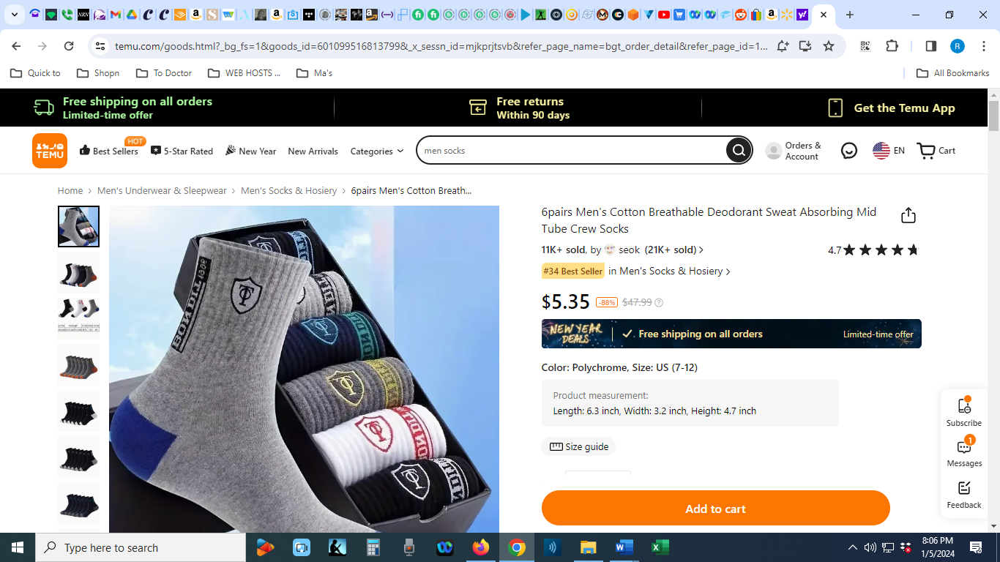 temu.com/goods.html?_bg_fs=1&goods_id=601099516813799&_x_sessn_id=mjkprjtsvb&refer_page_name=bgt_order_detail&refer_page_id=1...
R
Quick to
Shopn
To Doctor
WEB HOSTS ...
Ma's
All Bookmarks
Free shipping on all orders
Limited-time offer
Free returns
Within 90 days
Get the Temu App
TEMU
Best Sellers
HOT
5-Star Rated
New Year
New Arrivals
Categories
men socks
Orders &
Account
EN
Cart
Home > Men's Underwear & Sleepwear > Men's Socks & Hosiery > 6pairs Men's Cotton Breath...
6pairs Men's Cotton Breathable Deodorant Sweat Absorbing Mid
Tube Crew Socks
11K+ sold, by seok (21K+ sold) >
4.7
#34 Best Seller in Men's Socks & Hosiery >
$5.35 -88% $47.99
NEW YEAR
DEALS
Free shipping on all orders
Limited-time offer
Color: Polychrome, Size: US (7-12)
Product measurement:
Length: 6.3 inch, Width: 3.2 inch, Height: 4.7 inch
Size guide
Add to cart
Subscribe
1
Messages
Feedback
Type here to search
8:06 PM
1/5/2024